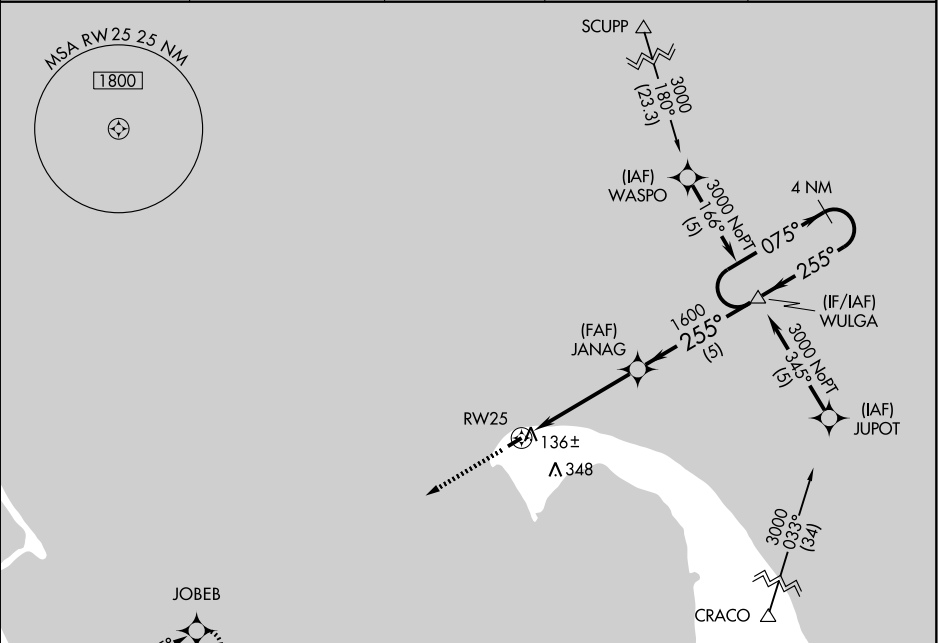 MSA RW 25 25 NM
1800
SCUPP
3000
180°
(23.3)
(IAF)
WASPO
3000 NoPT
166°
(5)
4 NM
075°
255°
(IF/IAF)
WULGA
1600
255°
(5)
(FAF)
JANAG
3000 NoPT
345°
(5)
(IAF)
JUPOT
RW25
136±
348
3000
033°
(34)
CRACO
JOBEB